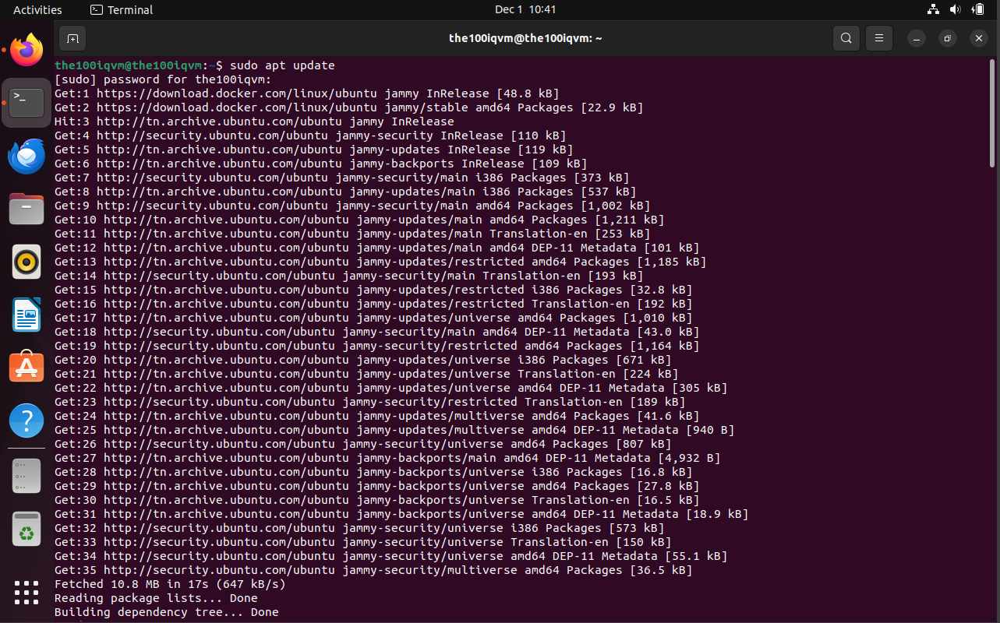 Activities
Terminal
Dec 1 10:41
the100iqvm@the100iqvm: ~
the100iqvm@the100iqvm:~$ sudo apt update
[sudo] password for the100iqvm:
Get:1 https://download.docker.com/linux/ubuntu jammy InRelease [48.8 kB]
Get:2 https://download.docker.com/linux/ubuntu jammy/stable amd64 Packages [22.9 kB]
Hit:3 http://tn.archive.ubuntu.com/ubuntu jammy InRelease
Get:4 http://security.ubuntu.com/ubuntu jammy-security InRelease [110 kB]
Get:5 http://tn.archive.ubuntu.com/ubuntu jammy-updates InRelease [119 kB]
Get:6 http://tn.archive.ubuntu.com/ubuntu jammy-backports InRelease [109 kB]
Get:7 http://security.ubuntu.com/ubuntu jammy-security/main i386 Packages [373 kB]
Get:8 http://tn.archive.ubuntu.com/ubuntu jammy-updates/main i386 Packages [537 kB]
Get:9 http://security.ubuntu.com/ubuntu jammy-security/main amd64 Packages [1,002 kB]
Get:10 http://tn.archive.ubuntu.com/ubuntu jammy-updates/main amd64 Packages [1,211 kB]
Get:11 http://tn.archive.ubuntu.com/ubuntu jammy-updates/main Translation-en [253 kB]
Get:12 http://tn.archive.ubuntu.com/ubuntu jammy-updates/main amd64 DEP-11 Metadata [101 kB]
Get:13 http://tn.archive.ubuntu.com/ubuntu jammy-updates/restricted amd64 Packages [1,185 kB]
Get:14 http://security.ubuntu.com/ubuntu jammy-security/main Translation-en [193 kB]
Get:15 http://tn.archive.ubuntu.com/ubuntu jammy-updates/restricted i386 Packages [32.8 kB]
Get:16 http://tn.archive.ubuntu.com/ubuntu jammy-updates/restricted Translation-en [192 kB]
Get:17 http://tn.archive.ubuntu.com/ubuntu jammy-updates/universe amd64 Packages [1,010 kB]
Get:18 http://security.ubuntu.com/ubuntu jammy-security/main amd64 DEP-11 Metadata [43.0 kB]
Get:19 http://security.ubuntu.com/ubuntu jammy-security/restricted amd64 Packages [1,164 kB]
Get:20 http://tn.archive.ubuntu.com/ubuntu jammy-updates/universe i386 Packages [671 kB]
Get:21 http://tn.archive.ubuntu.com/ubuntu jammy-updates/universe Translation-en [224 kB]
Get:22 http://tn.archive.ubuntu.com/ubuntu jammy-updates/universe amd64 DEP-11 Metadata [305 kB]
Get:23 http://security.ubuntu.com/ubuntu jammy-security/restricted Translation-en [189 kB]
Get:24 http://tn.archive.ubuntu.com/ubuntu jammy-updates/multiverse amd64 Packages [41.6 kB]
Get:25 http://tn.archive.ubuntu.com/ubuntu jammy-updates/multiverse amd64 DEP-11 Metadata [940 B]
Get:26 http://security.ubuntu.com/ubuntu jammy-security/universe amd64 Packages [807 kB]
Get:27 http://tn.archive.ubuntu.com/ubuntu jammy-backports/main amd64 DEP-11 Metadata [4,932 B]
Get:28 http://tn.archive.ubuntu.com/ubuntu jammy-backports/universe i386 Packages [16.8 kB]
Get:29 http://tn.archive.ubuntu.com/ubuntu jammy-backports/universe amd64 Packages [27.8 kB]
Get:30 http://tn.archive.ubuntu.com/ubuntu jammy-backports/universe Translation-en [16.5 kB]
Get:31 http://tn.archive.ubuntu.com/ubuntu jammy-backports/universe amd64 DEP-11 Metadata [18.9 kB]
Get:32 http://security.ubuntu.com/ubuntu jammy-security/universe i386 Packages [573 kB]
Get:33 http://security.ubuntu.com/ubuntu jammy-security/universe Translation-en [150 kB]
Get:34 http://security.ubuntu.com/ubuntu jammy-security/universe amd64 DEP-11 Metadata [55.1 kB]
Get:35 http://security.ubuntu.com/ubuntu jammy-security/multiverse amd64 Packages [36.5 kB]
Fetched 10.8 MB in 17s (647 kB/s)
Reading package lists... Done
Building dependency tree... Done